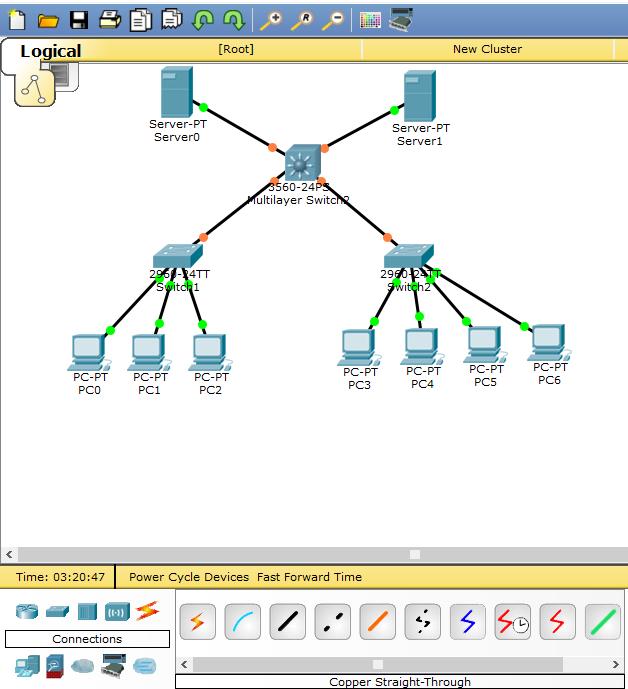 Logical
[Root]
New Cluster
Server-PT
Server0
Server-PT
Server1
3560-24PS
Multilayer Switch2
2960-24TT
Switch1
2960-24TT
Switch2
PC-PT
PC0
PC-PT
PC1
PC-PT
PC2
PC-PT
PC3
PC-PT
PC4
PC-PT
PC5
PC-PT
PC6
Time: 03:20:47
Power Cycle Devices Fast Forward Time
Connections
Copper Straight-Through